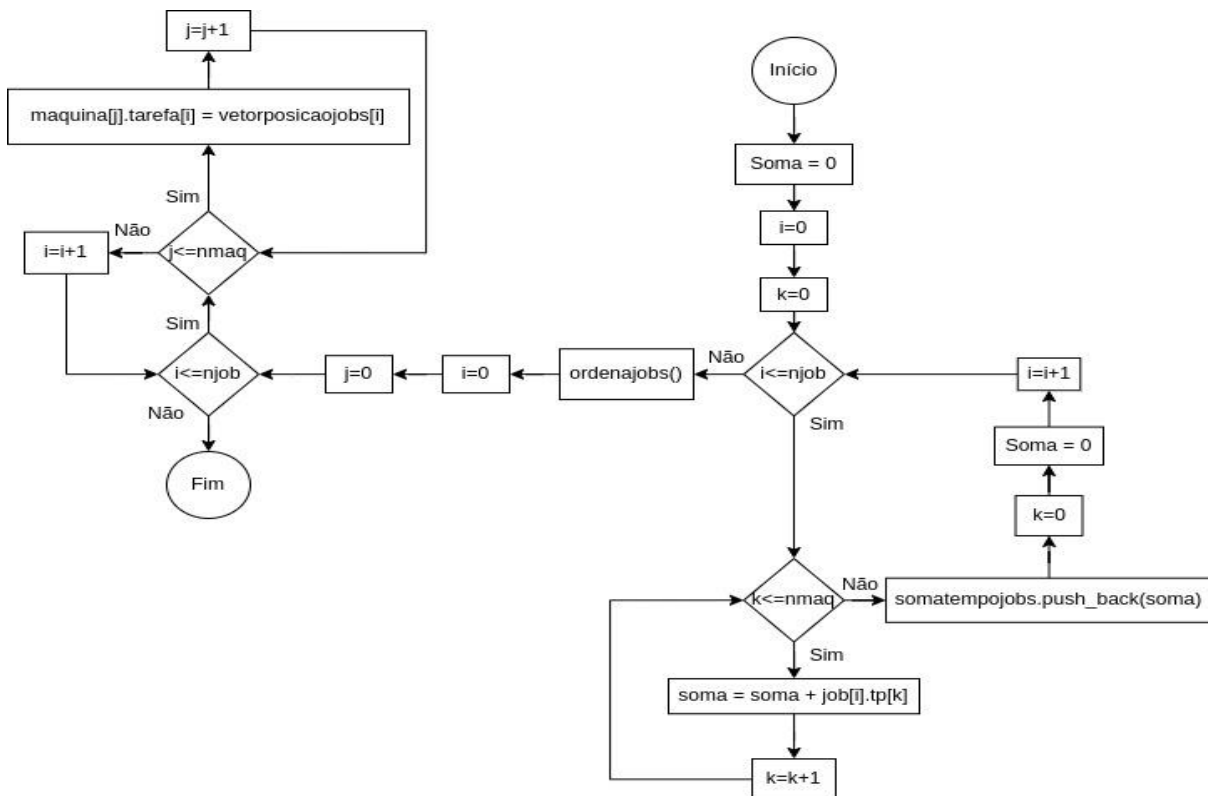 Início
Soma = 0
i=0
k=0
i<=njob
Não
Sim
k<=nmaq
Não
Sim
soma = soma + job[i].tp[k]
k=k+1
somatempojobs.push_back(soma)
k=0
Soma = 0
i=i+1
ordenajobs()
i=0
j=0
i<=njob
Sim
Não
Fim
j<=nmaq
Não
Sim
i=i+1
maquina[j].tarefa[i] = vetorposicaojobs[i]
j=j+1